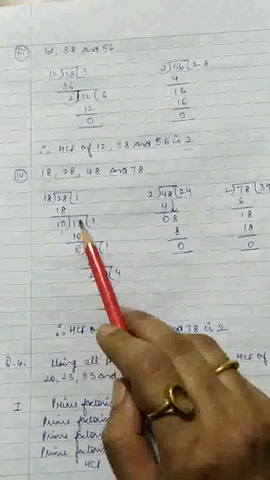 (iii) 12, 38 and 56
12)38(3
36
2)12(6
12
0
2)56(28
4
16
16
0
∴ HCF of 12, 38 and 56 is 2
(iv) 18, 28, 48 and 78
18)28(1
18
10)18(1
10
8)10(1
8
2)8(4
2)48(24
4
08
8
0
2)78(39
6
18
18
0
∴ HCF and 78 is 2
Q-4. Using all HCF of
20, 25, 35 and
I Prime factoris
Prime factoris
Prime factoris
Prime factoris
HCF